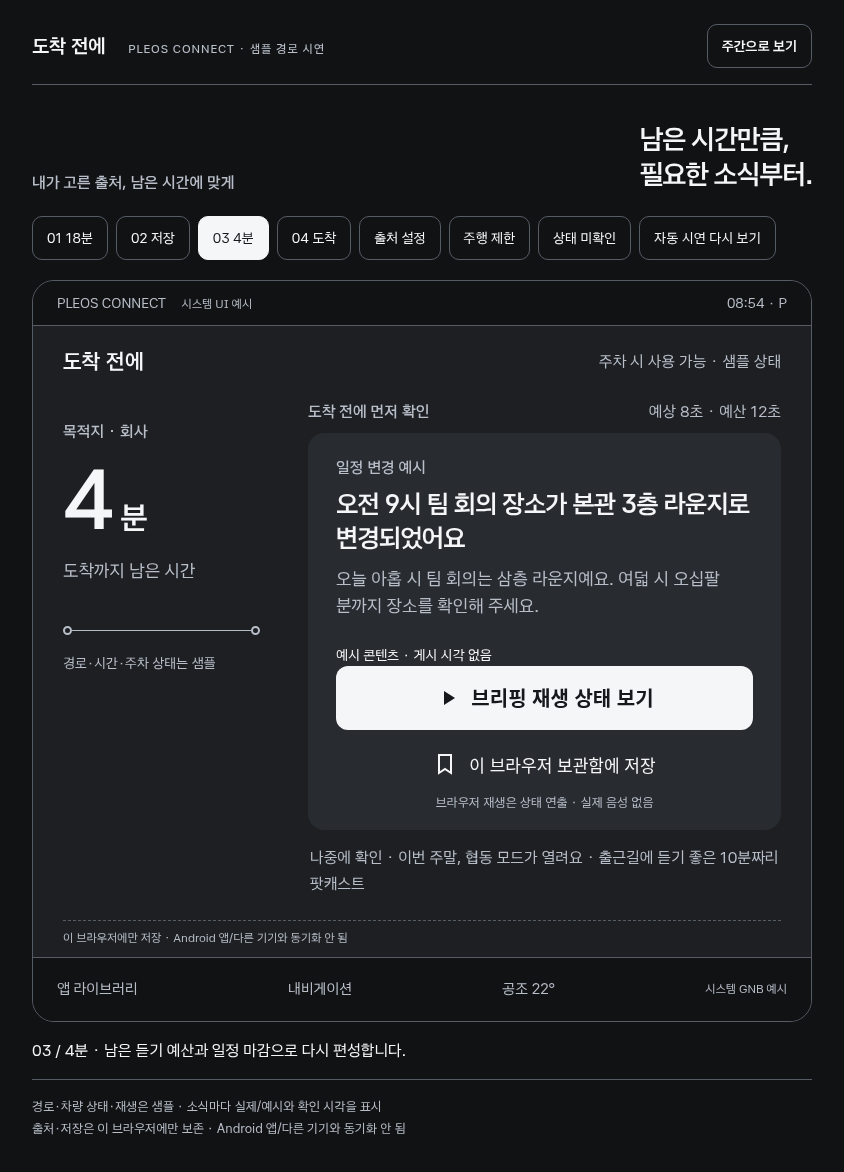 도착 전에
PLEOS CONNECT · 샘플 경로 시연
주간으로 보기
내가 고른 출처, 남은 시간에 맞게
남은 시간만큼,
필요한 소식부터.
01 18분
02 저장
03 4분
04 도착
출처 설정
주행 제한
상태 미확인
자동 시연 다시 보기
PLEOS CONNECT
시스템 UI 예시
08:54 · P
도착 전에
주차 시 사용 가능 · 샘플 상태
목적지 · 회사
4 분
도착까지 남은 시간
경로·시간·주차 상태는 샘플
도착 전에 먼저 확인
예상 8초 · 예산 12초
일정 변경 예시
오전 9시 팀 회의 장소가 본관 3층 라운지로
변경되었어요
오늘 아홉 시 팀 회의는 삼층 라운지예요. 여덟 시 오십팔
분까지 장소를 확인해 주세요.
예시 콘텐츠 · 게시 시각 없음
브리핑 재생 상태 보기
이 브라우저 보관함에 저장
브라우저 재생은 상태 연출 · 실제 음성 없음
나중에 확인 · 이번 주말, 협동 모드가 열려요 · 출근길에 듣기 좋은 10분짜리
팟캐스트
이 브라우저에만 저장 · Android 앱/다른 기기와 동기화 안 됨
앱 라이브러리
내비게이션
공조 22°
시스템 GNB 예시
03 / 4분 · 남은 듣기 예산과 일정 마감으로 다시 편성합니다.
경로·차량 상태·재생은 샘플 · 소식마다 실제/예시와 확인 시각을 표시
출처·저장은 이 브라우저에만 보존 · Android 앱/다른 기기와 동기화 안 됨